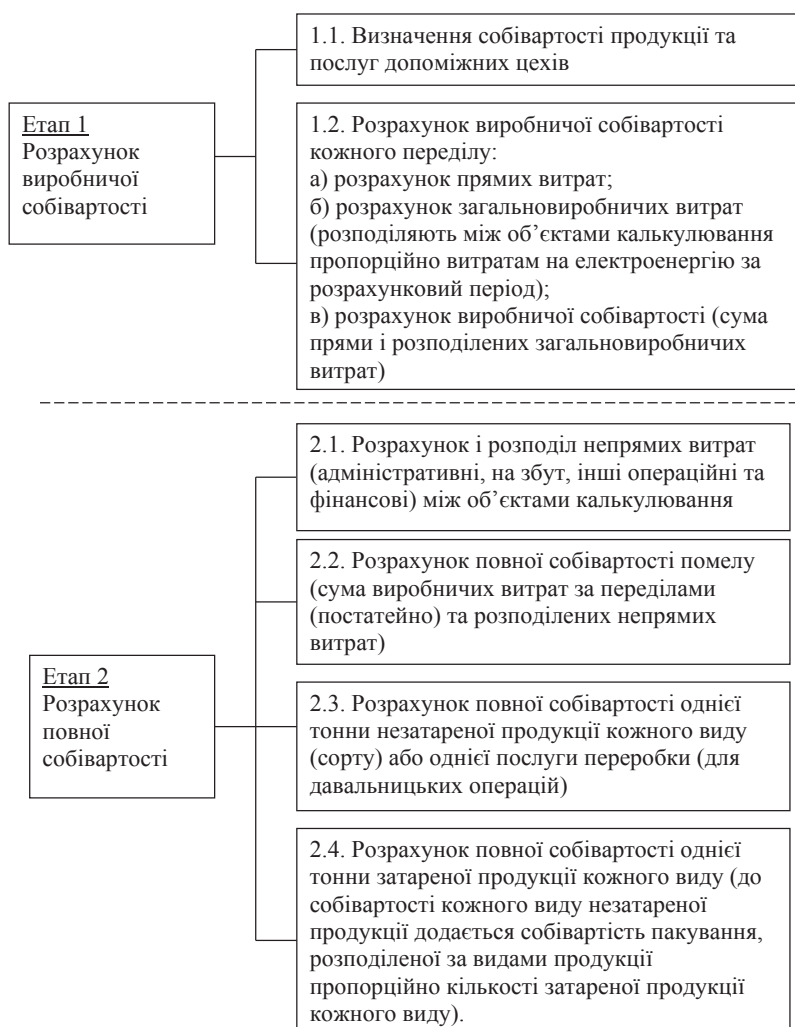 1.1. Визначення собівартості продукції та
послуг допоміжних цехів
Етап 1
Розрахунок
виробничої
собівартості
1.2. Розрахунок виробничої собівартості
кожного переділу:
а) розрахунок прямих витрат;
б) розрахунок загальновиробничих витрат
(розподіляють між об’єктами калькулювання
пропорційно витратам на електроенергію за
розрахунковий період);
в) розрахунок виробничої собівартості (сума
прями і розподілених загальновиробничих
витрат)
2.1. Розрахунок і розподіл непрямих витрат
(адміністративні, на збут, інші операційні та
фінансові) між об’єктами калькулювання
2.2. Розрахунок повної собівартості помелу
(сума виробничих витрат за переділами
(постатейно) та розподілених непрямих
витрат)
Етап 2
Розрахунок
повної
собівартості
2.3. Розрахунок повної собівартості однієї
тонни незатареної продукції кожного виду
(сорту) або однієї послуги переробки (для
давальницьких операцій)
2.4. Розрахунок повної собівартості однієї
тонни затареної продукції кожного виду (до
собівартості кожного виду незатареної
продукції додається собівартість пакування,
розподіленої за видами продукції
пропорційно кількості затареної продукції
кожного виду).